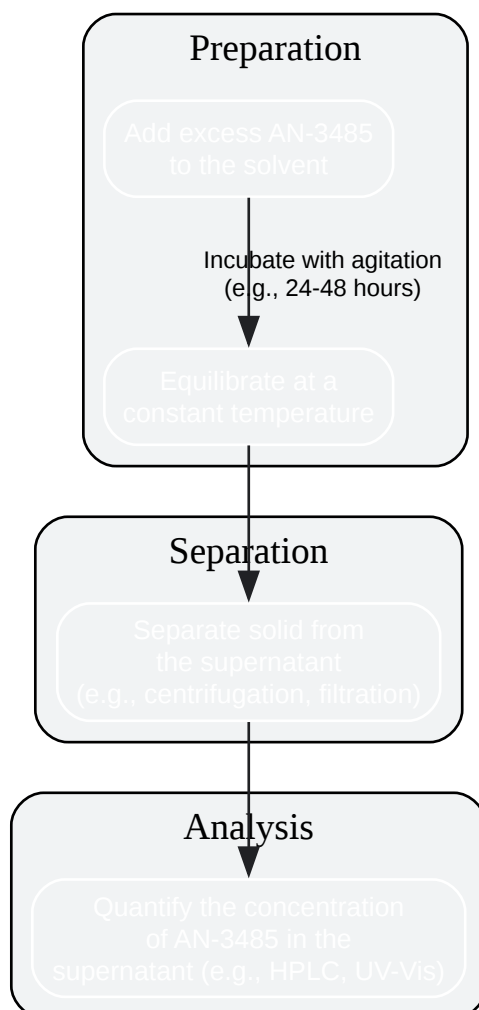 Preparation
Add excess AN-3485
to the solvent
Incubate with agitation
(e.g., 24-48 hours)
Equilibrate at a
constant temperature
Separation
Separate solid from
the supernatant
(e.g., centrifugation, filtration)
Analysis
Quantify the concentration
of AN-3485 in the
supernatant (e.g., HPLC, UV-Vis)